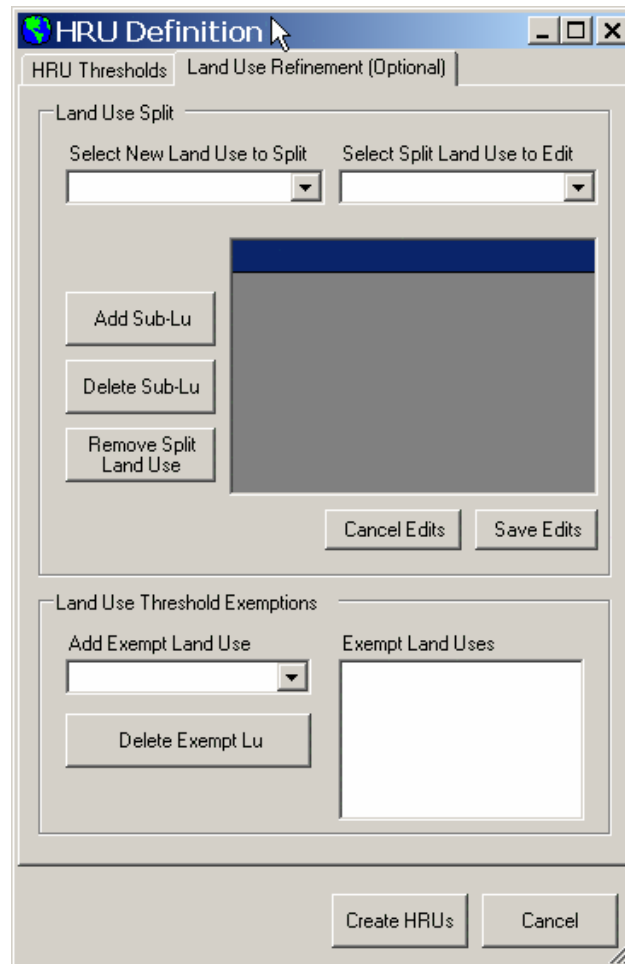 HRU Definition
HRU Thresholds Land Use Refinement (Optional)
Land Use Split
Select New Land Use to Split Select Split Land Use to Edit
Add Sub-Lu
Delete Sub-Lu
Remove Split
Land Use
Cancel Edits Save Edits
Land Use Threshold Exemptions
Add Exempt Land Use Exempt Land Uses
Delete Exempt Lu
Create HRUs Cancel